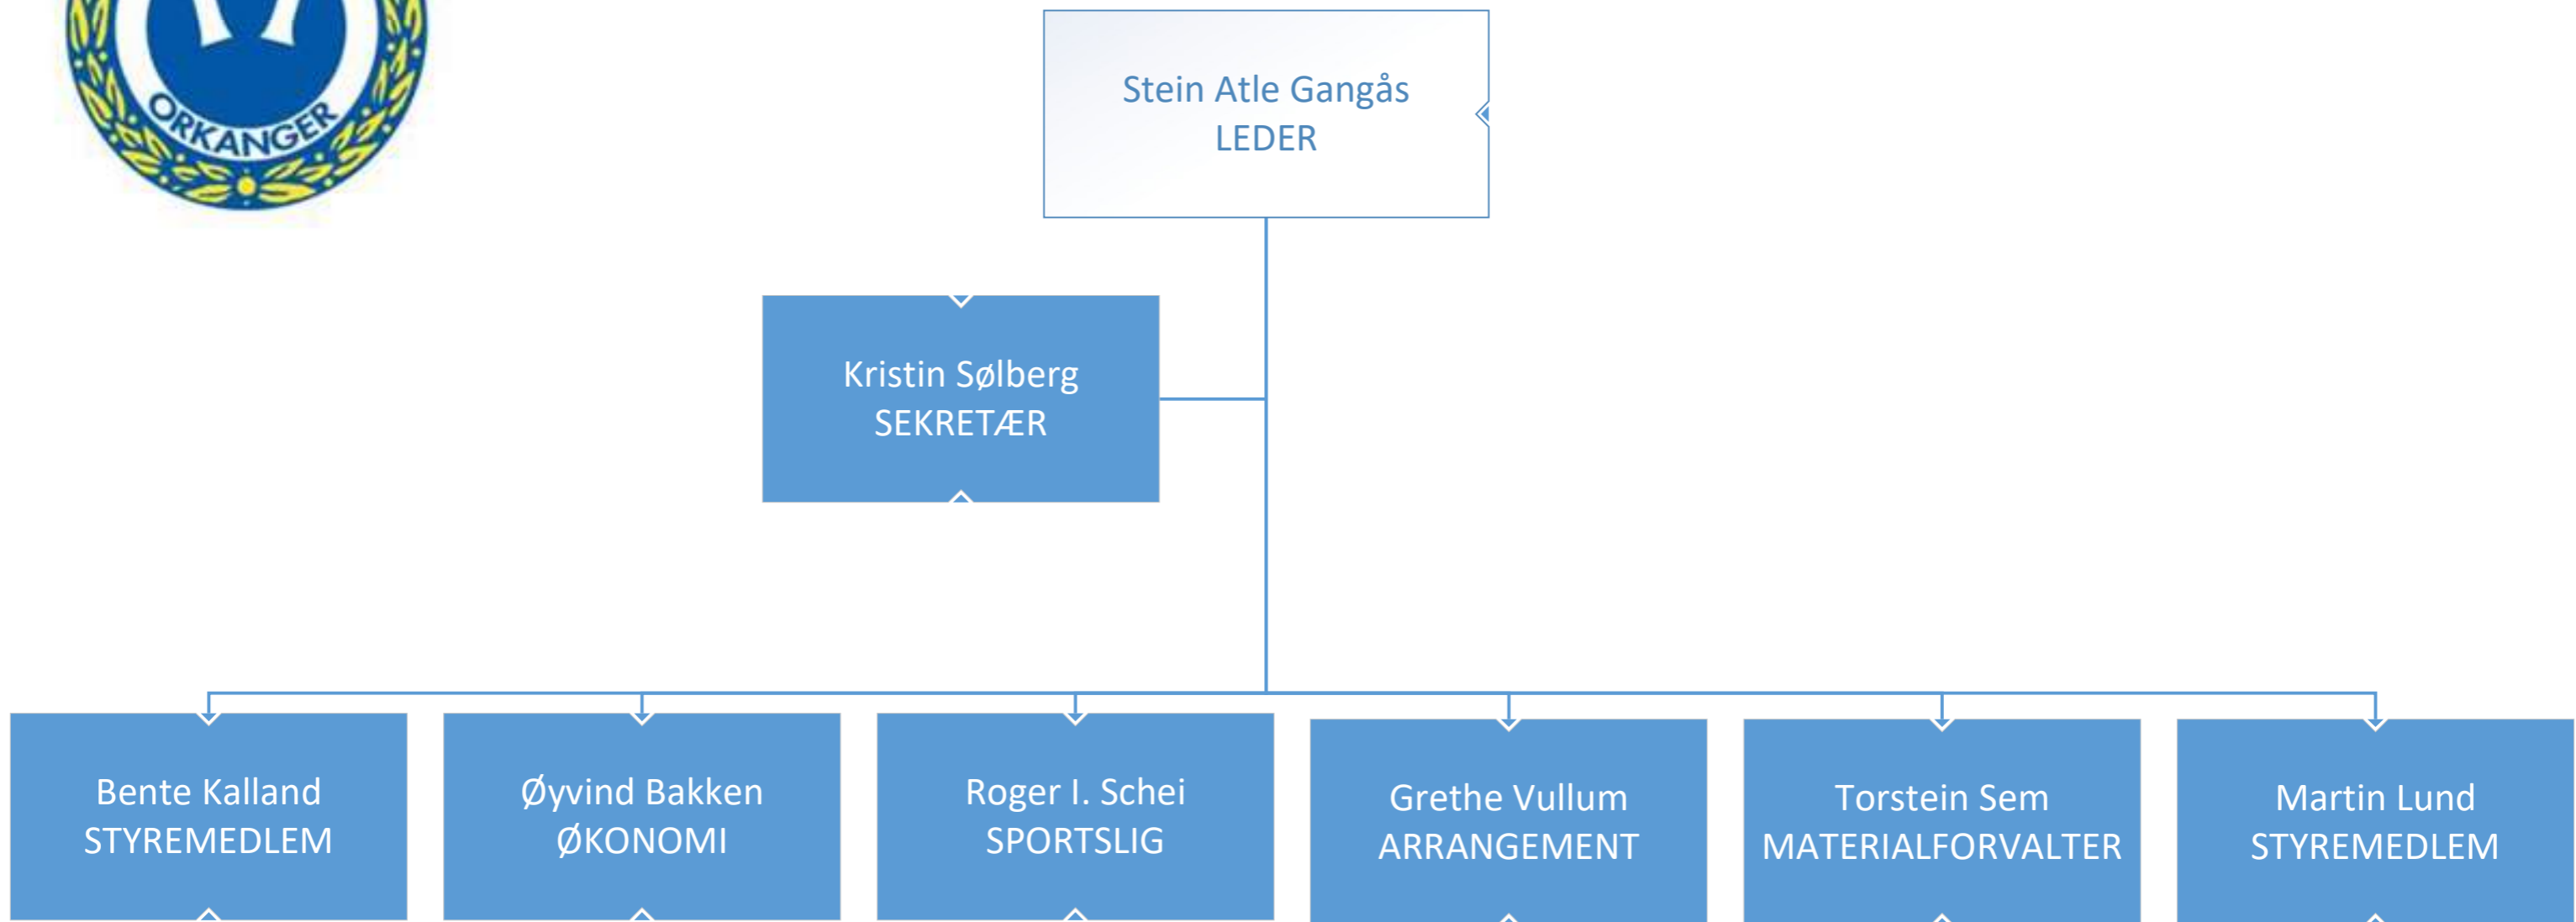 ORKANGER
Stein Atle Gangås
LEDER
Kristin Sølberg
SEKRETÆR
Bente Kalland
STYREMEDLEM
Øyvind Bakken
ØKONOMI
Roger I. Schei
SPORTSLIG
Grethe Vullum
ARRANGEMENT
Torstein Sem
MATERIALFORVALTER
Martin Lund
STYREMEDLEM